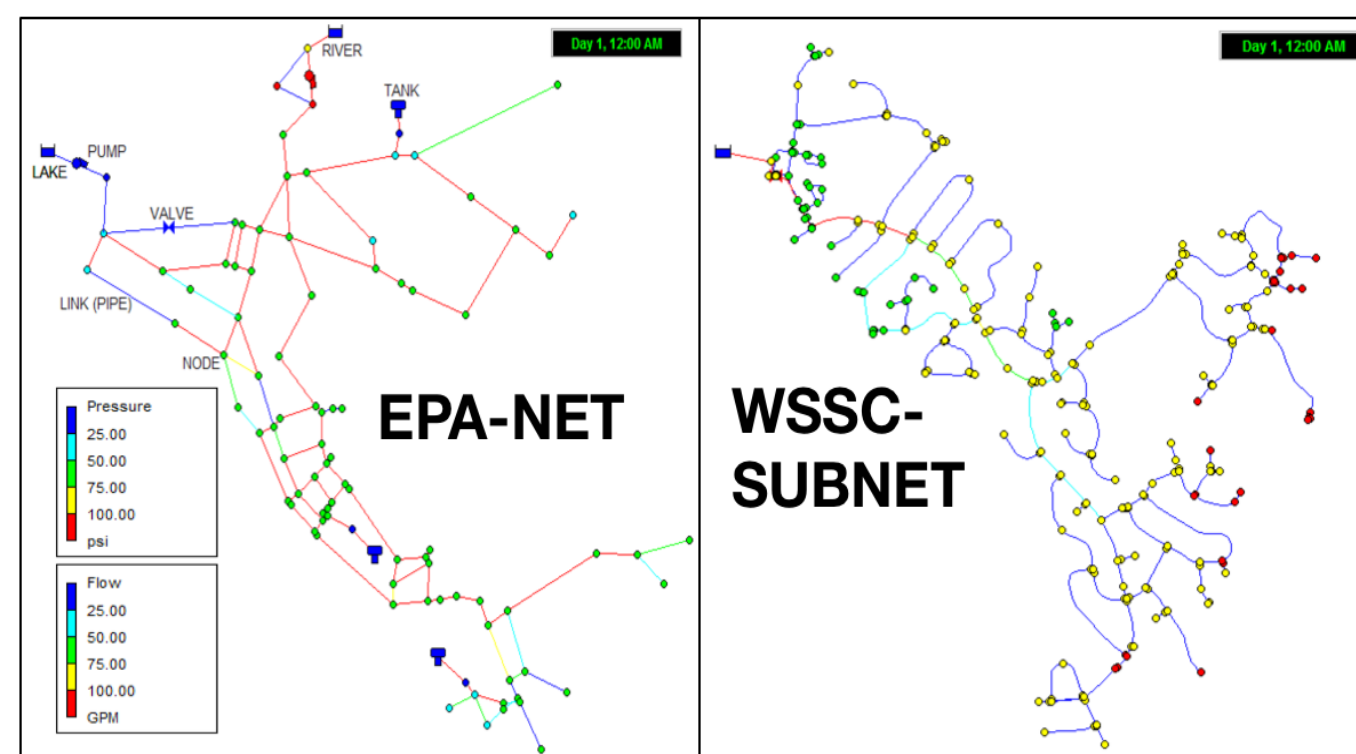 Day 1, 12:00 AM
RIVER
TANK
PUMP
LAKE
VALVE
LINK (PIPE)
NODE
EPA-NET
Pressure
25.00
50.00
75.00
100.00
psi
Flow
25.00
50.00
75.00
100.00
GPM
Day 1, 12:00 AM
WSSC-
SUBNET